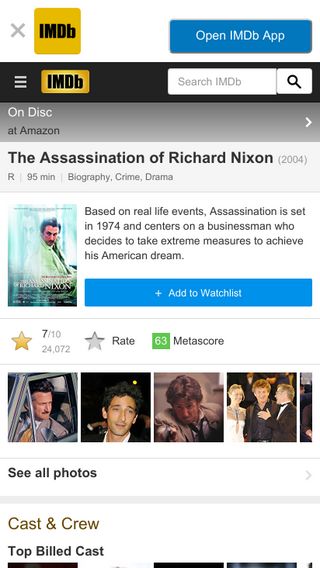 IMDb
Open IMDb App
IMDb
Search IMDb
On Disc
at Amazon
The Assassination of Richard Nixon (2004)
R | 95 min | Biography, Crime, Drama
Based on real life events, Assassination is set
in 1974 and centers on a businessman who
decides to take extreme measures to achieve
his American dream.
OF RICHARD NIXON
+ Add to Watchlist
7/10
24,072
Rate
63 Metascore
See all photos
Cast & Crew
Top Billed Cast